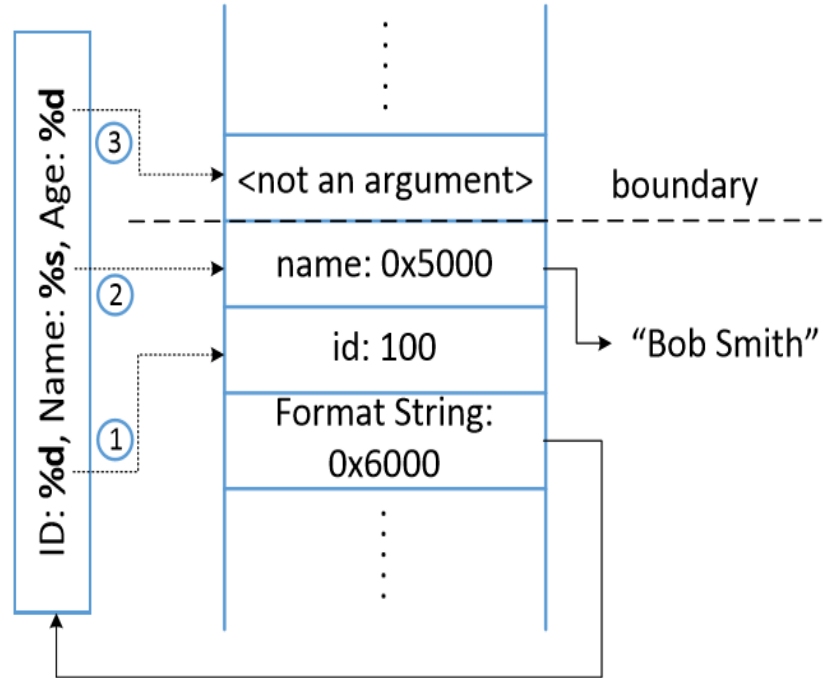 ID: %d, Name: %s, Age: %d
3
<not an argument>
boundary
name: 0x5000
2
id: 100
“Bob Smith”
1
Format String:
0x6000